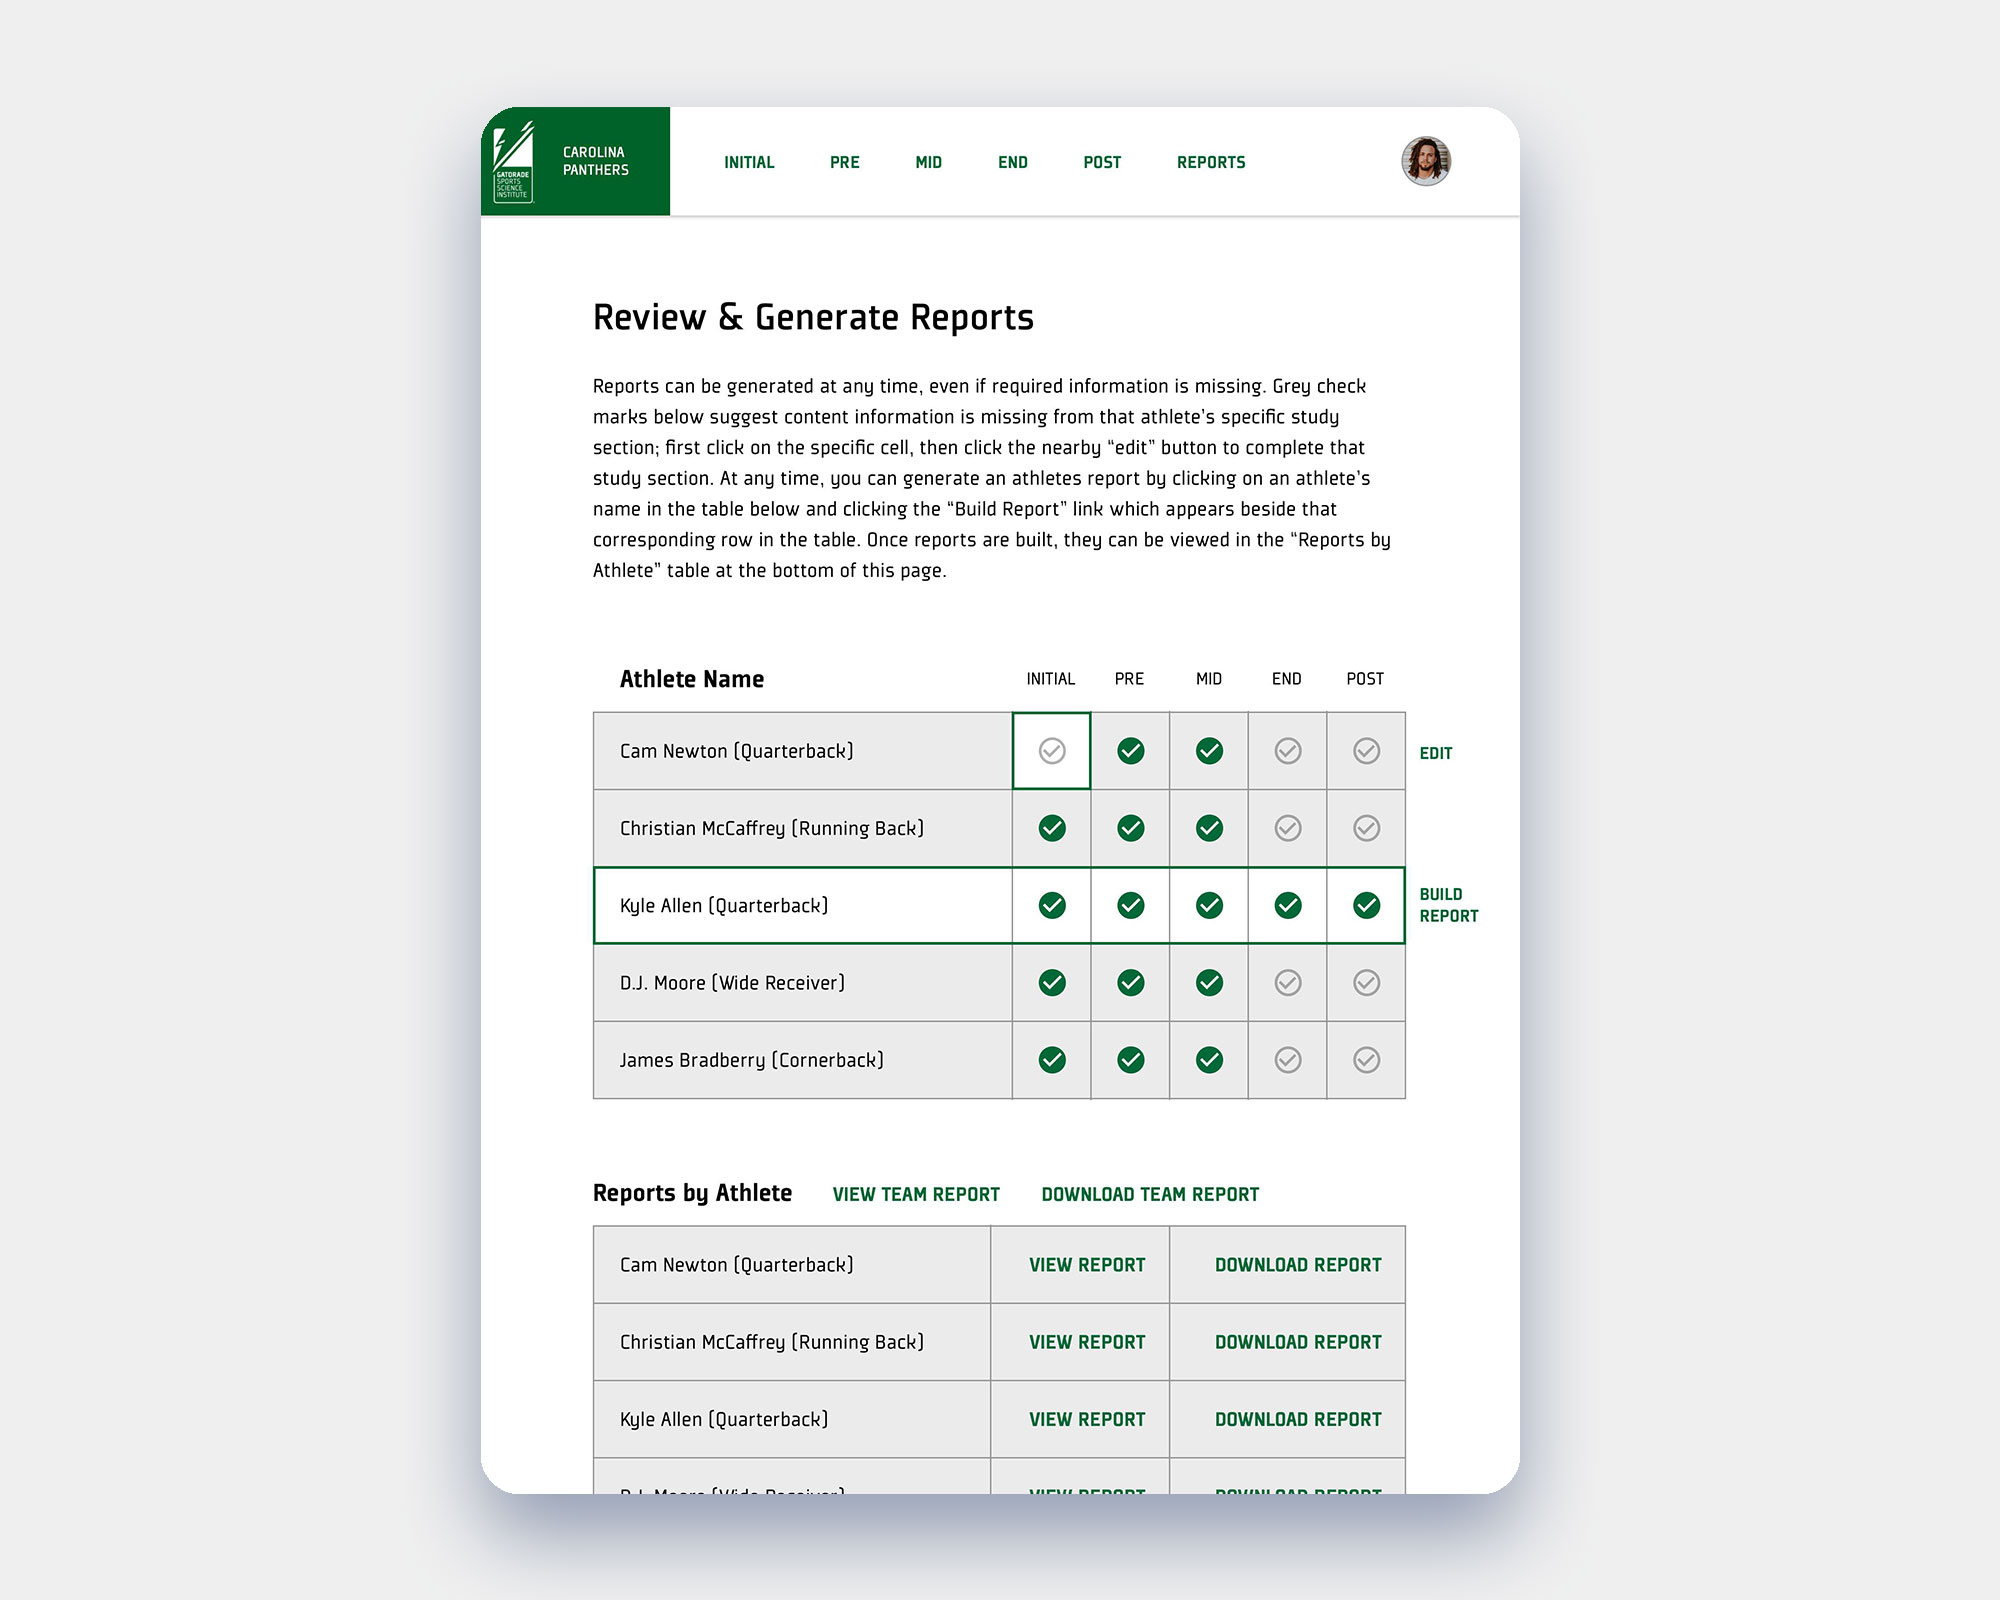 GATORADE
SPORTS
SCIENCE
INSTITUTE
CAROLINA
PANTHERS
INITIAL PRE MID END POST REPORTS
Review & Generate Reports
Reports can be generated at any time, even if required information is missing. Grey check
marks below suggest content information is missing from that athlete’s specific study
section; first click on the specific cell, then click the nearby “edit” button to complete that
study section. At any time, you can generate an athletes report by clicking on an athlete’s
name in the table below and clicking the “Build Report” link which appears beside that
corresponding row in the table. Once reports are built, they can be viewed in the “Reports by
Athlete” table at the bottom of this page.
Athlete Name INITIAL PRE MID END POST
Cam Newton (Quarterback) EDIT
Christian McCaffrey (Running Back)
Kyle Allen (Quarterback) BUILD
REPORT
D.J. Moore (Wide Receiver)
James Bradberry (Cornerback)
Reports by Athlete VIEW TEAM REPORT DOWNLOAD TEAM REPORT
Cam Newton (Quarterback) VIEW REPORT DOWNLOAD REPORT
Christian McCaffrey (Running Back) VIEW REPORT DOWNLOAD REPORT
Kyle Allen (Quarterback) VIEW REPORT DOWNLOAD REPORT
D.J. Moore (Wide Receiver) VIEW REPORT DOWNLOAD REPORT